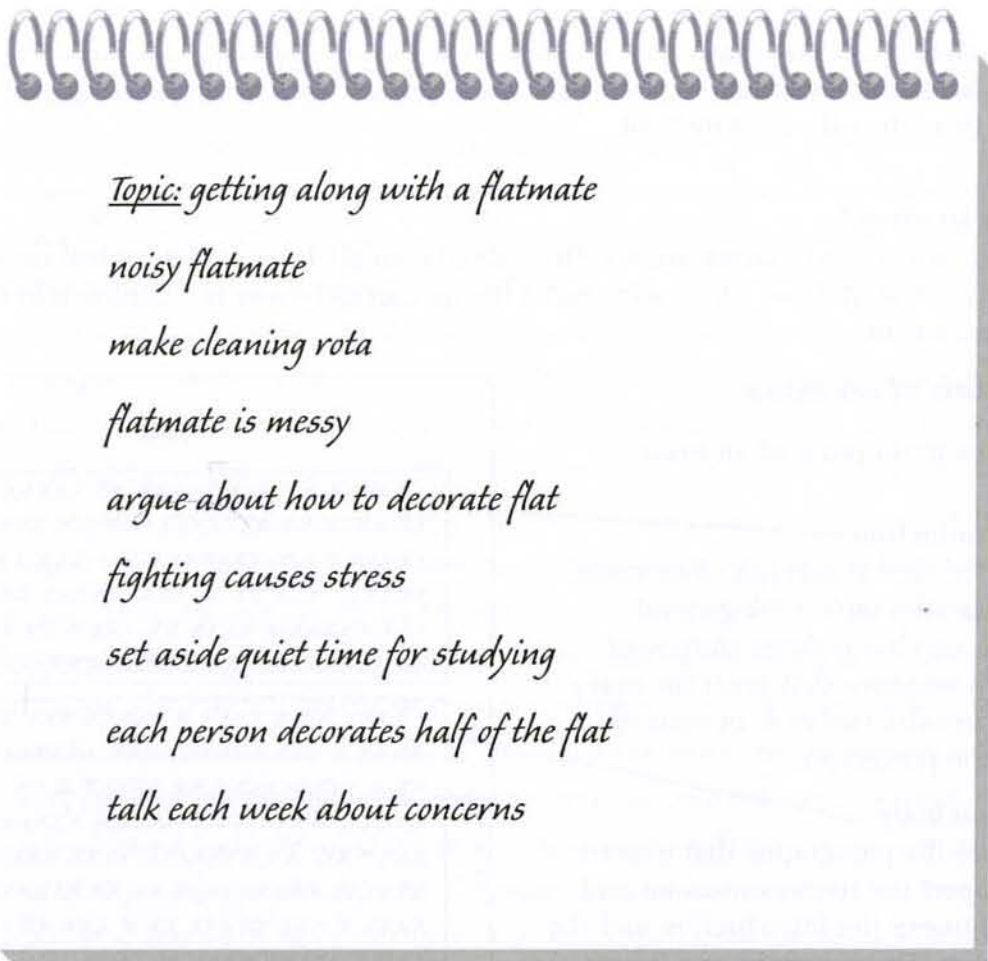 Topic: getting along with a flatmate
noisy flatmate
make cleaning rota
flatmate is messy
argue about how to decorate flat
fighting causes stress
set aside quiet time for studying
each person decorates half of the flat
talk each week about concerns